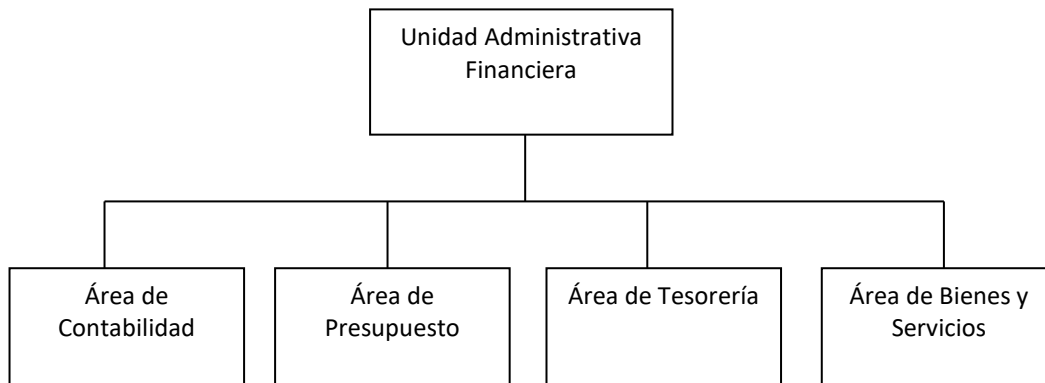 Unidad Administrativa
Financiera
Área de
Contabilidad
Área de
Presupuesto
Área de Tesorería
Área de Bienes y
Servicios